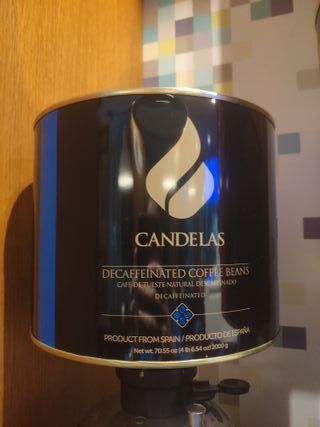 CANDELAS
DECAFFEINATED COFFEE BEANS
CAFÉ DE TUESTE NATURAL DESCAFEINADO
DECAFFEINATED
PRODUCT FROM SPAIN / PRODUCTO DE ESPAÑA
Net wt. 70.55 oz (4 lb 6.54 oz) 2000 g